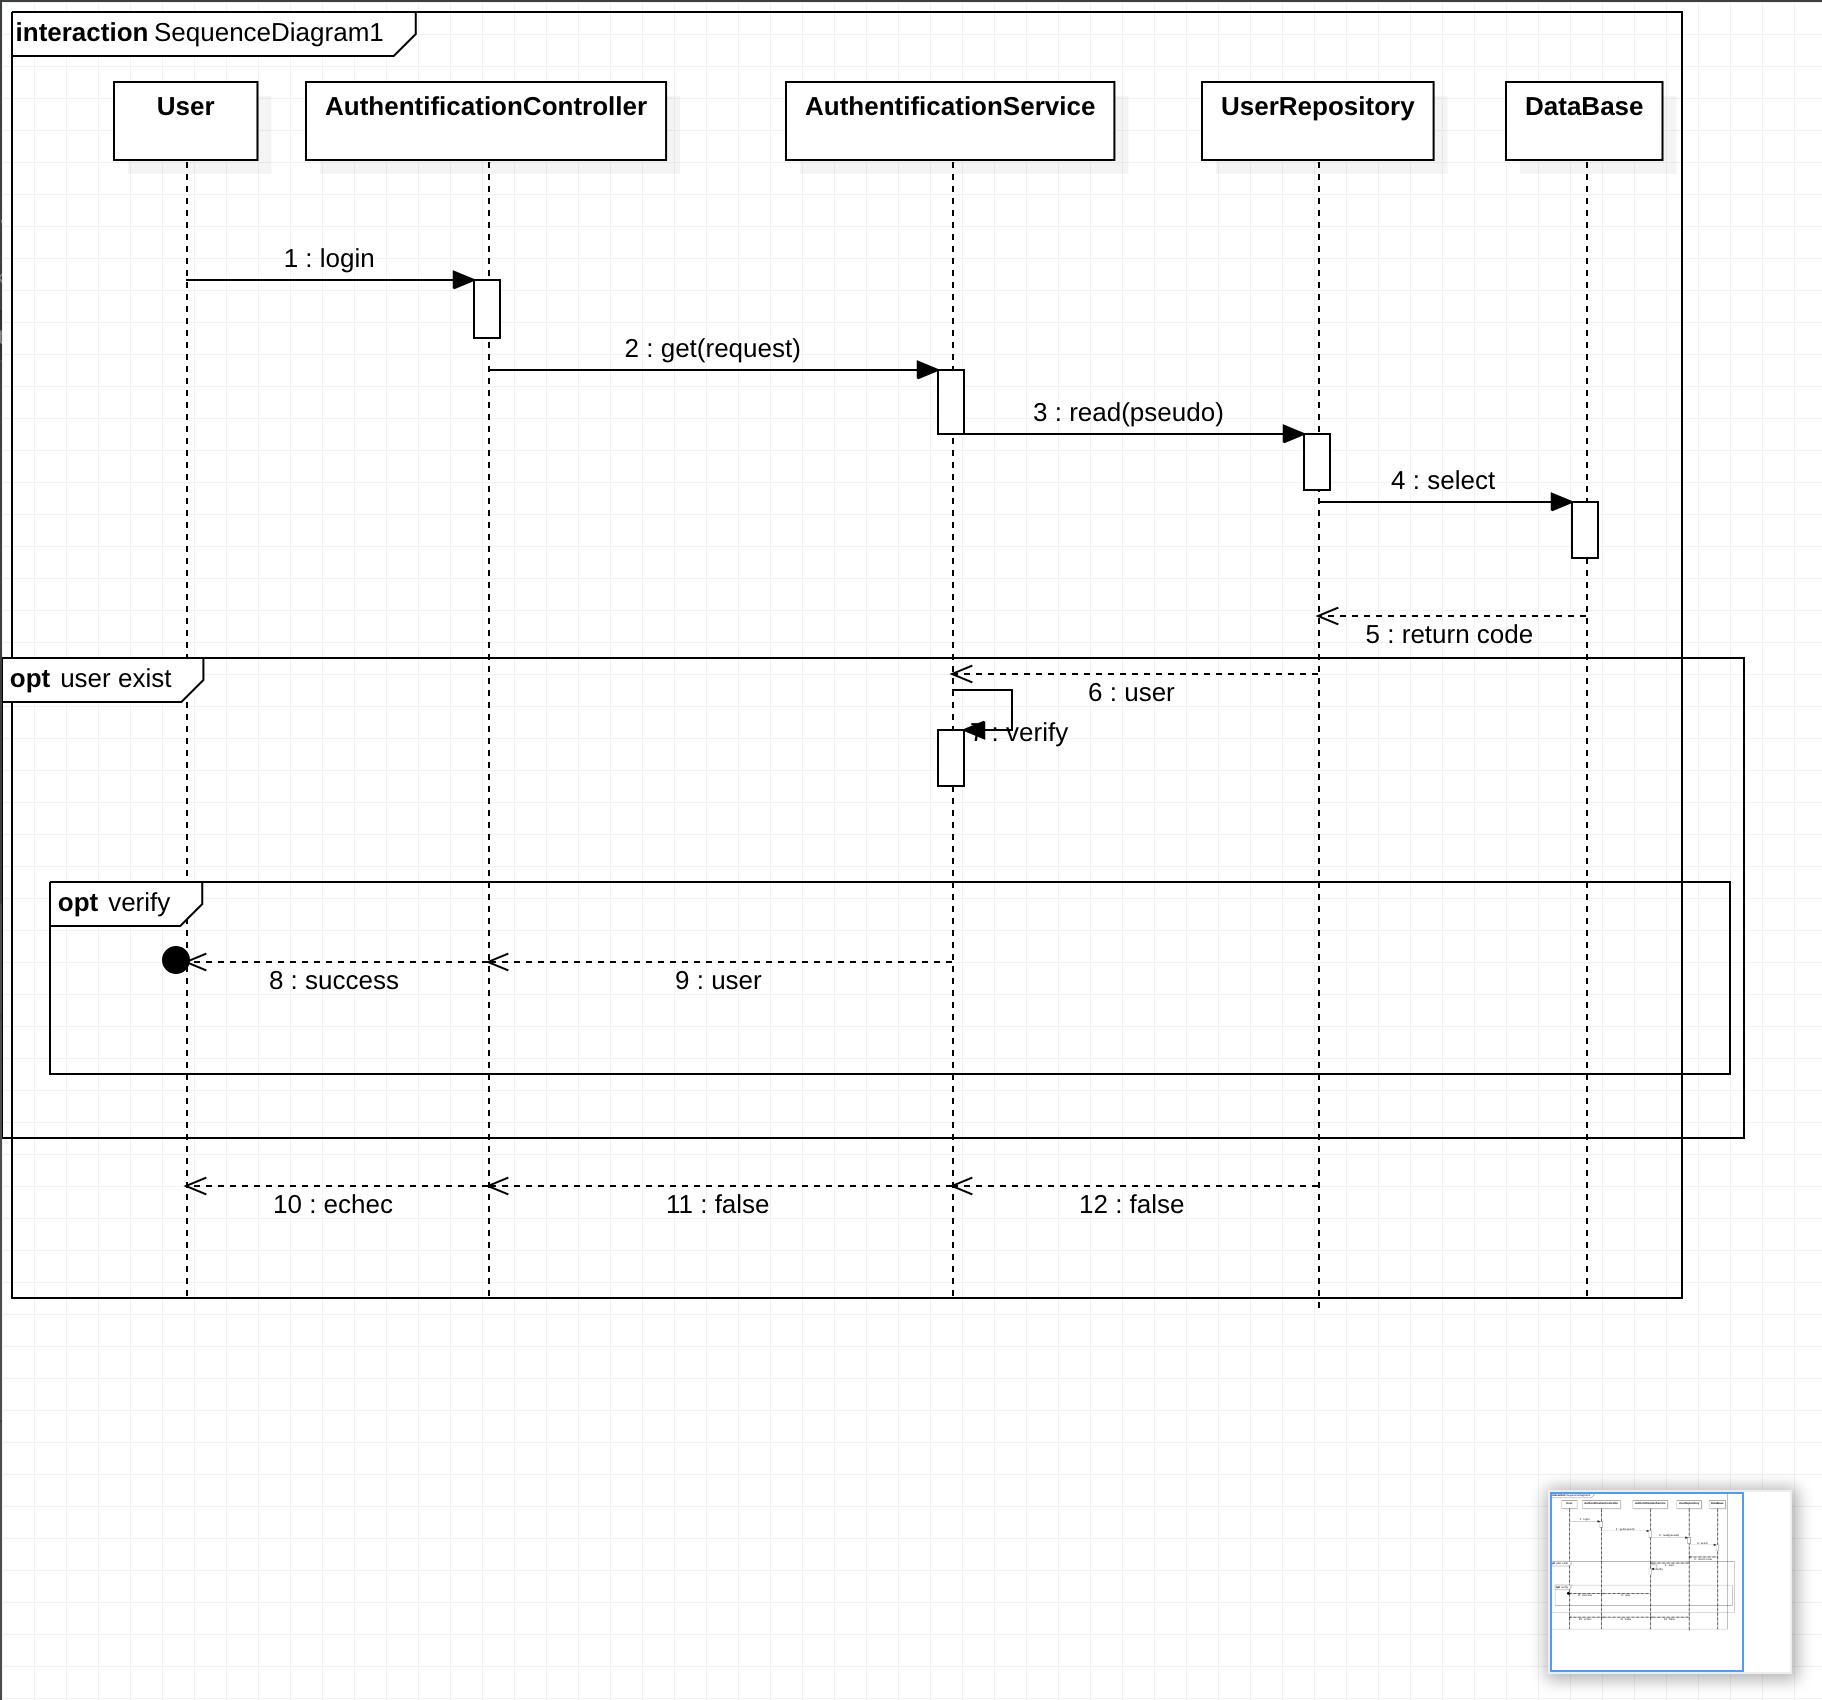 interaction SequenceDiagram1
User
AuthentificationController
AuthentificationService
UserRepository
DataBase
1 : login
2 : get(request)
3 : read(pseudo)
4 : select
5 : return code
opt user exist
6 : user
7 : verify
opt verify
8 : success
9 : user
10 : echec
11 : false
12 : false